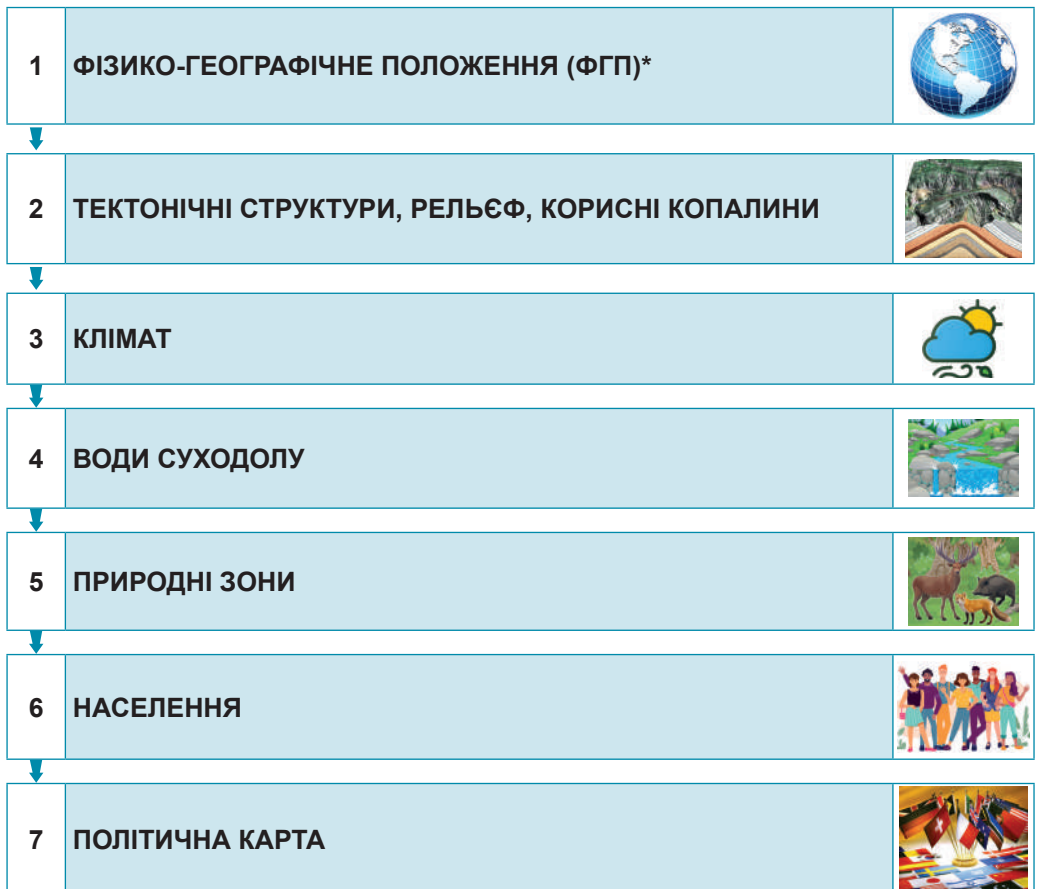 1 ФІЗИКО-ГЕОГРАФІЧНЕ ПОЛОЖЕННЯ (ФГП)*
2 ТЕКТОНІЧНІ СТРУКТУРИ, РЕЛЬЄФ, КОРИСНІ КОПАЛИНИ
3 КЛІМАТ
4 ВОДИ СУХОДОЛУ
5 ПРИРОДНІ ЗОНИ
6 НАСЕЛЕННЯ
7 ПОЛІТИЧНА КАРТА